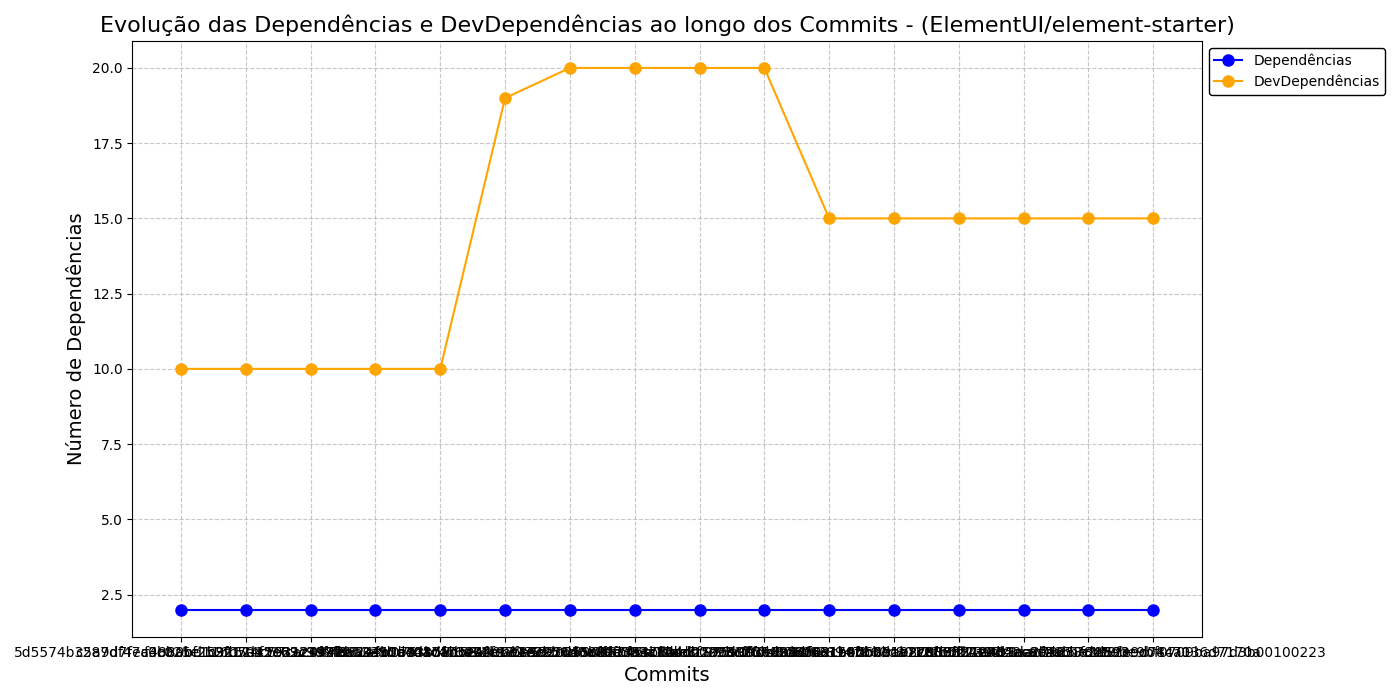 Evolução das Dependências e DevDependências ao longo dos Commits - (ElementUI/element-starter)
Dependências
DevDependências
Número de Dependências
20.0
17.5
15.0
12.5
10.0
7.5
5.0
2.5
Commits